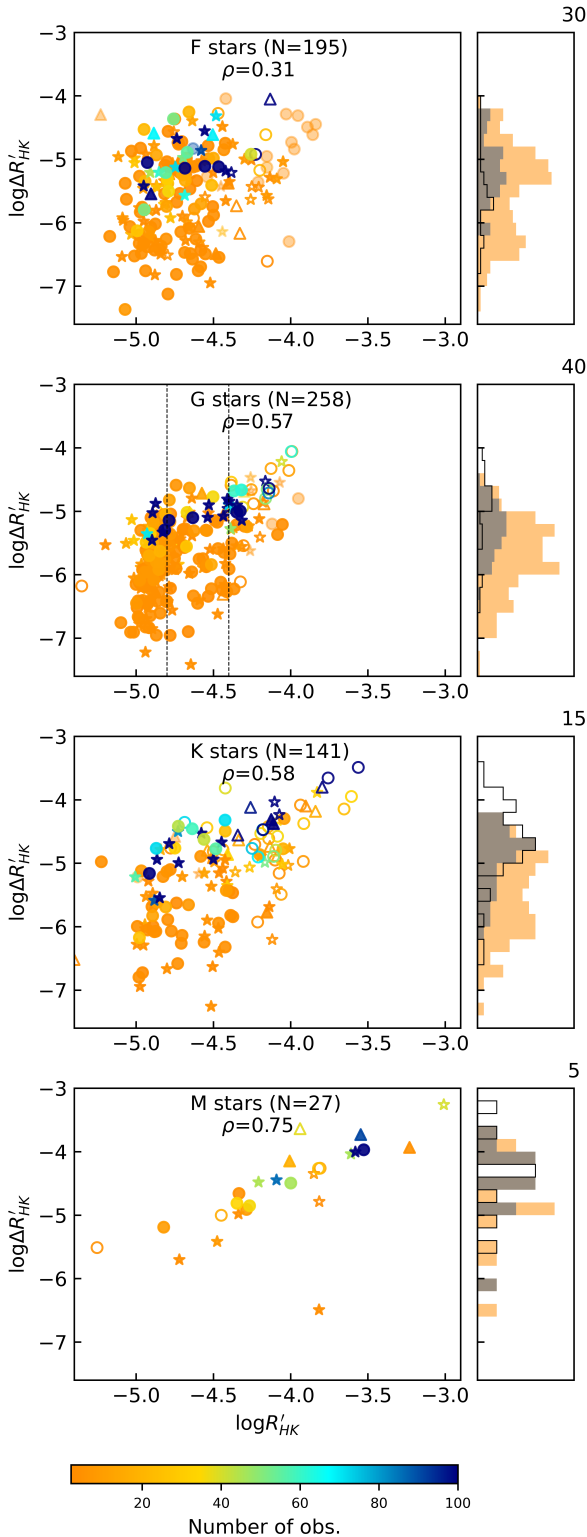 30
−3
F stars (N=195)
ρ=0.31
−4
−5
logΔR′HK
−6
−7
−5.0 −4.5 −4.0 −3.5 −3.0
40
−3
G stars (N=258)
ρ=0.57
−4
−5
logΔR′HK
−6
−7
−5.0 −4.5 −4.0 −3.5 −3.0
15
−3
K stars (N=141)
ρ=0.58
−4
−5
logΔR′HK
−6
−7
−5.0 −4.5 −4.0 −3.5 −3.0
5
−3
M stars (N=27)
ρ=0.75
−4
−5
logΔR′HK
−6
−7
−5.0 −4.5 −4.0 −3.5 −3.0
logR′HK
20 40 60 80 100
Number of obs.